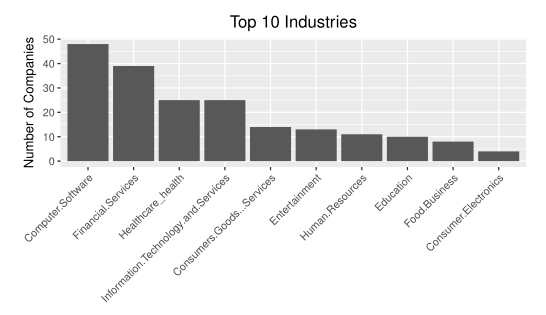 Top 10 Industries
Number of Companies
50
40
30
20
10
0
Computer.Software
Financial.Services
Healthcare_health
Information.Technology.and.Services
Consumers.Goods...Services
Entertainment
Human.Resources
Education
Food.Business
Consumer.Electronics